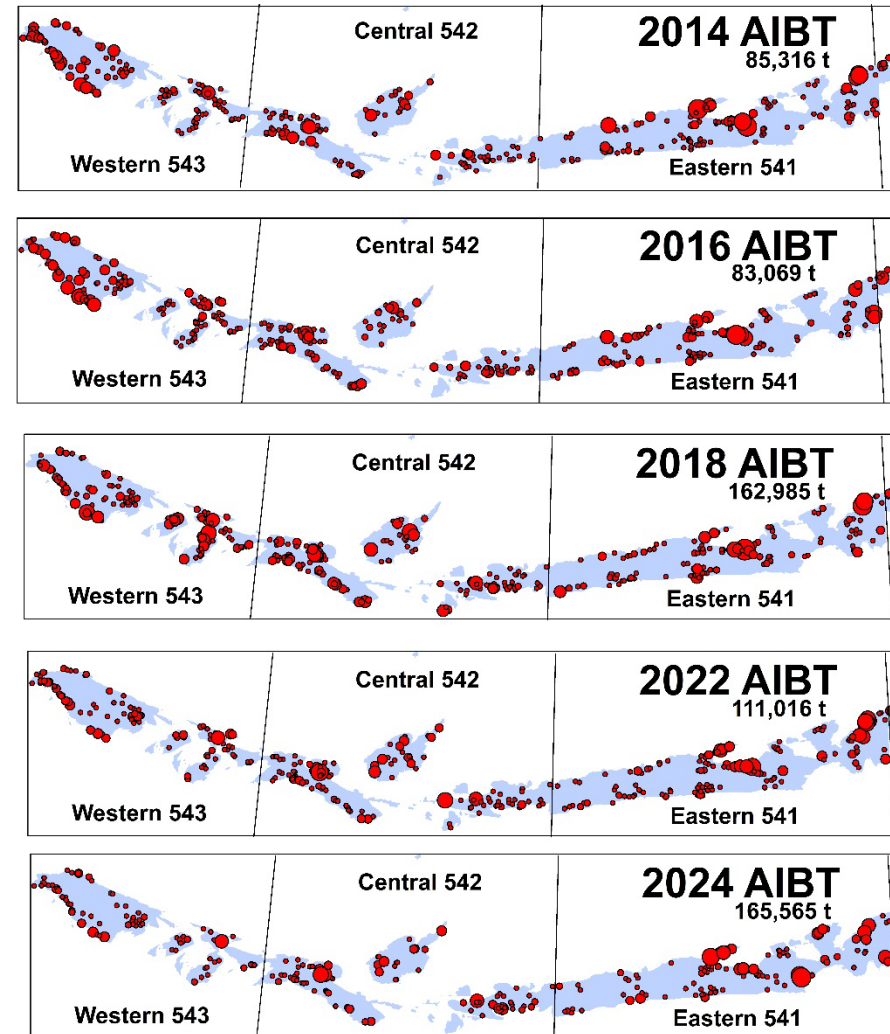 Central 542
2014 AIBT
85,316 t
Western 543
Eastern 541
Central 542
2016 AIBT
83,069 t
Western 543
Eastern 541
Central 542
2018 AIBT
162,985 t
Western 543
Eastern 541
Central 542
2022 AIBT
111,016 t
Western 543
Eastern 541
Central 542
2024 AIBT
165,565 t
Western 543
Eastern 541